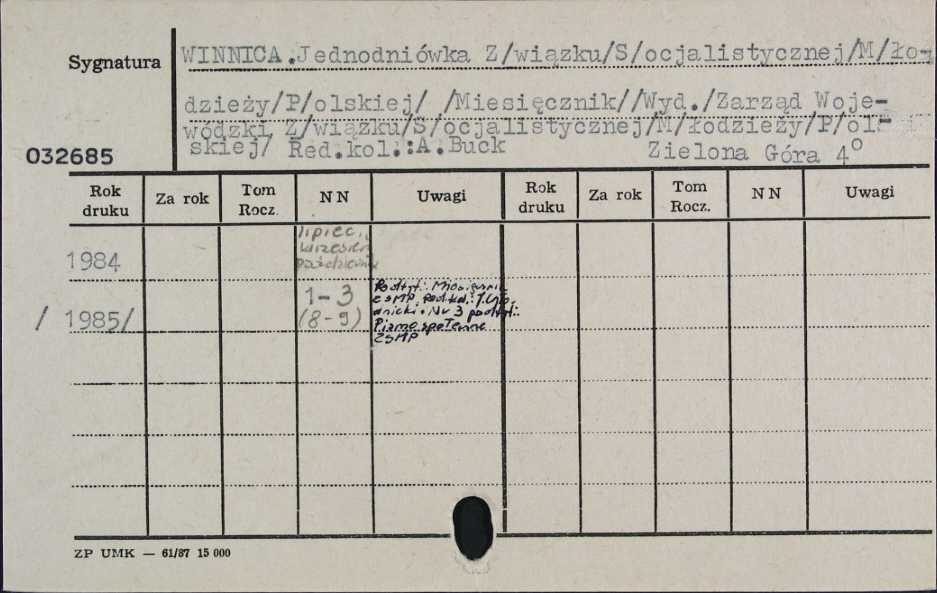 Sygnatura
WINNICA.Jednodniówka Z/wiązku/S/ocjalistycznej/M/ło-
dzieży/P/olskiej/ /Miesięcznik//Wyd./Zarząd Woje-
wódzki Z/wiązku/S/ocjalistycznej/M/łodzieży/P/ol-
skiej/ Red.kol.:A.Buck Zielona Góra 4°
032685
Rok druku Za rok Tom Rocz. N N Uwagi Rok druku Za rok Tom Rocz. N N Uwagi
lipiec,
wrzesień
październik
1984
1-3
/ 1985/ (8-9)
Podtyt.: Miesięcznik
ZSMP. Red.kol.:
Nr 3 podtyt.:
Pismo społeczne
ZSMP
ZP UMK — 61/87 15 000